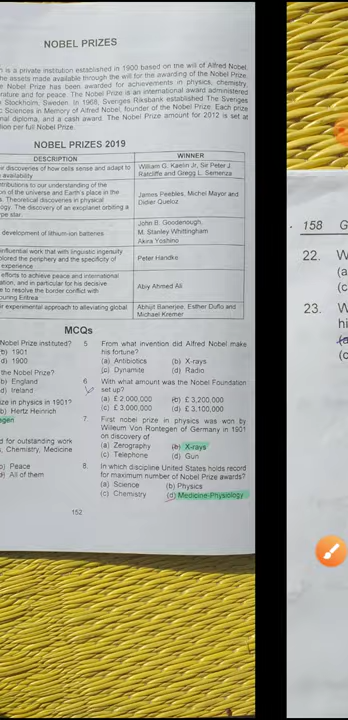 NOBEL PRIZES
n is a private institution established in 1900 based on the will of Alfred Nobel.
he assets made available through the will for the awarding of the Nobel Prize.
e Nobel Prize has been awarded for achievements in physics, chemistry,
rature and for peace. The Nobel Prize is an international award administered
n Stockholm, Sweden. In 1968, Sveriges Riksbank established The Sveriges
c Sciences in Memory of Alfred Nobel, founder of the Nobel Prize. Each prize
nal diploma, and a cash award. The Nobel Prize amount for 2012 is set at
lion per full Nobel Prize.
NOBEL PRIZES 2019
DESCRIPTION WINNER
ir discoveries of how cells sense and adapt to
availability
William G. Kaelin Jr, Sir Peter J.
Ratcliffe and Gregg L. Semenza
ntributions to our understanding of the
on of the universe and Earth's place in the
s. Theoretical discoveries in physical
ogy. The discovery of an exoplanet orbiting a
ype star.
James Peebles, Michel Mayor and
Didier Queloz
development of lithium-ion batteries
John B. Goodenough,
M. Stanley Whittingham
Akira Yoshino
influential work that with linguistic ingenuity
plored the periphery and the specificity of
experience
Peter Handke
efforts to achieve peace and international
ation, and in particular for his decisive
e to resolve the border conflict with
ouring Eritrea
Abiy Ahmed Ali
ir experimental approach to alleviating global
Abhijit Banerjee, Esther Duflo and
Michael Kremer
MCQs
Nobel Prize instituted?
b) 1901
d) 1900
the Nobel Prize?
b) England
d) Ireland
ize in physics in 1901?
b) Hertz Heinrich
gen
d for outstanding work
, Chemistry, Medicine
b) Peace
d) All of them
5 From what invention did Alfred Nobel make
his fortune?
(a) Antibiotics (b) X-rays
(c) Dynamite (d) Radio
6 With what amount the Nobel Foundation
set up?
(a) £ 2,000,000 (b) £ 3,200,000
(c) £ 3,000,000 (d) £ 3,100,000
7 First nobel prize in physics was won by
Wileum Von Rontegen of Germany in 1901
on discovery of
(a) Zerography (b) X-rays
(c) Telephone (d) Gun
8. In which discipline United States holds record
for maximum number of Nobel Prize awards?
(a) Science (b) Physics
(c) Chemistry (d) Medicine-Physiology
152
158 G
22. W
(a
(c
23. W
hi
(a
(c